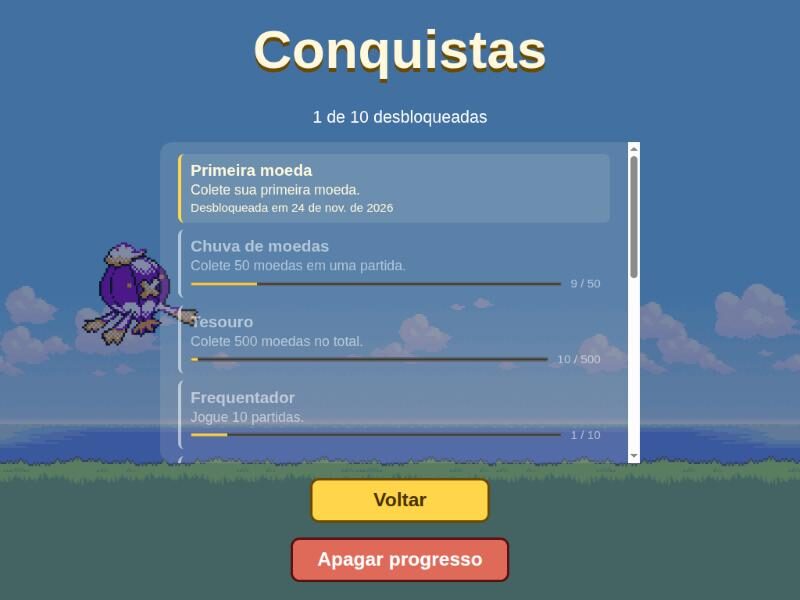 Conquistas
1 de 10 desbloqueadas
Primeira moeda
Colete sua primeira moeda.
Desbloqueada em 24 de nov. de 2026
Chuva de moedas
Colete 50 moedas em uma partida.
9 / 50
Tesouro
Colete 500 moedas no total.
10 / 500
Frequentador
Jogue 10 partidas.
1 / 10
Voltar
Apagar progresso